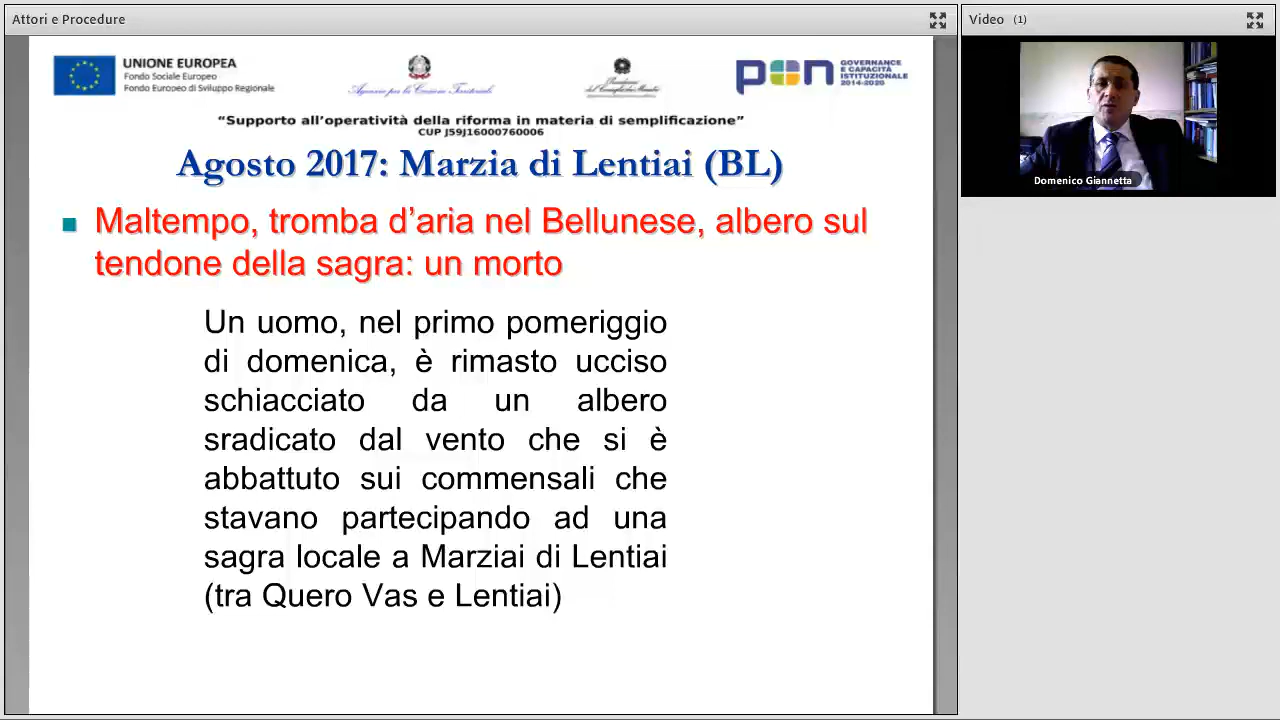 Attori e Procedure
Video (1)
UNIONE EUROPEA
Fondo Sociale Europeo
Fondo Europeo di Sviluppo Regionale
Agenzia per la Coesione Territoriale
Presidenza
del Consiglio dei Ministri
pon
GOVERNANCE
E CAPACITÀ
ISTITUZIONALE
2014-2020
“Supporto all’operatività della riforma in materia di semplificazione”
CUP J59J16000760006
Agosto 2017: Marzia di Lentiai (BL)
Maltempo, tromba d’aria nel Bellunese, albero sul
tendone della sagra: un morto
Un uomo, nel primo pomeriggio
di domenica, è rimasto ucciso
schiacciato da un albero
sradicato dal vento che si è
abbattuto sui commensali che
stavano partecipando ad una
sagra locale a Marziai di Lentiai
(tra Quero Vas e Lentiai)
Domenico Giannetta